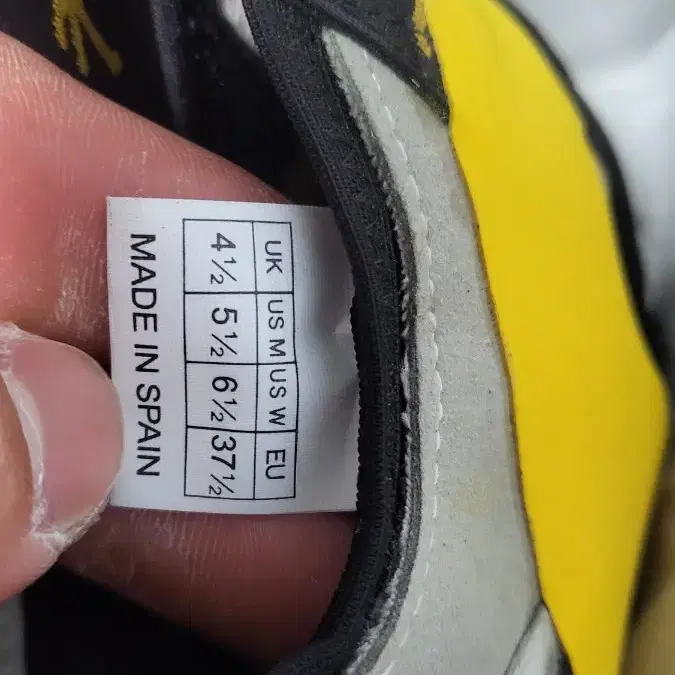 UK US M US W EU
4½ 5½ 6½ 37½
MADE IN SPAIN